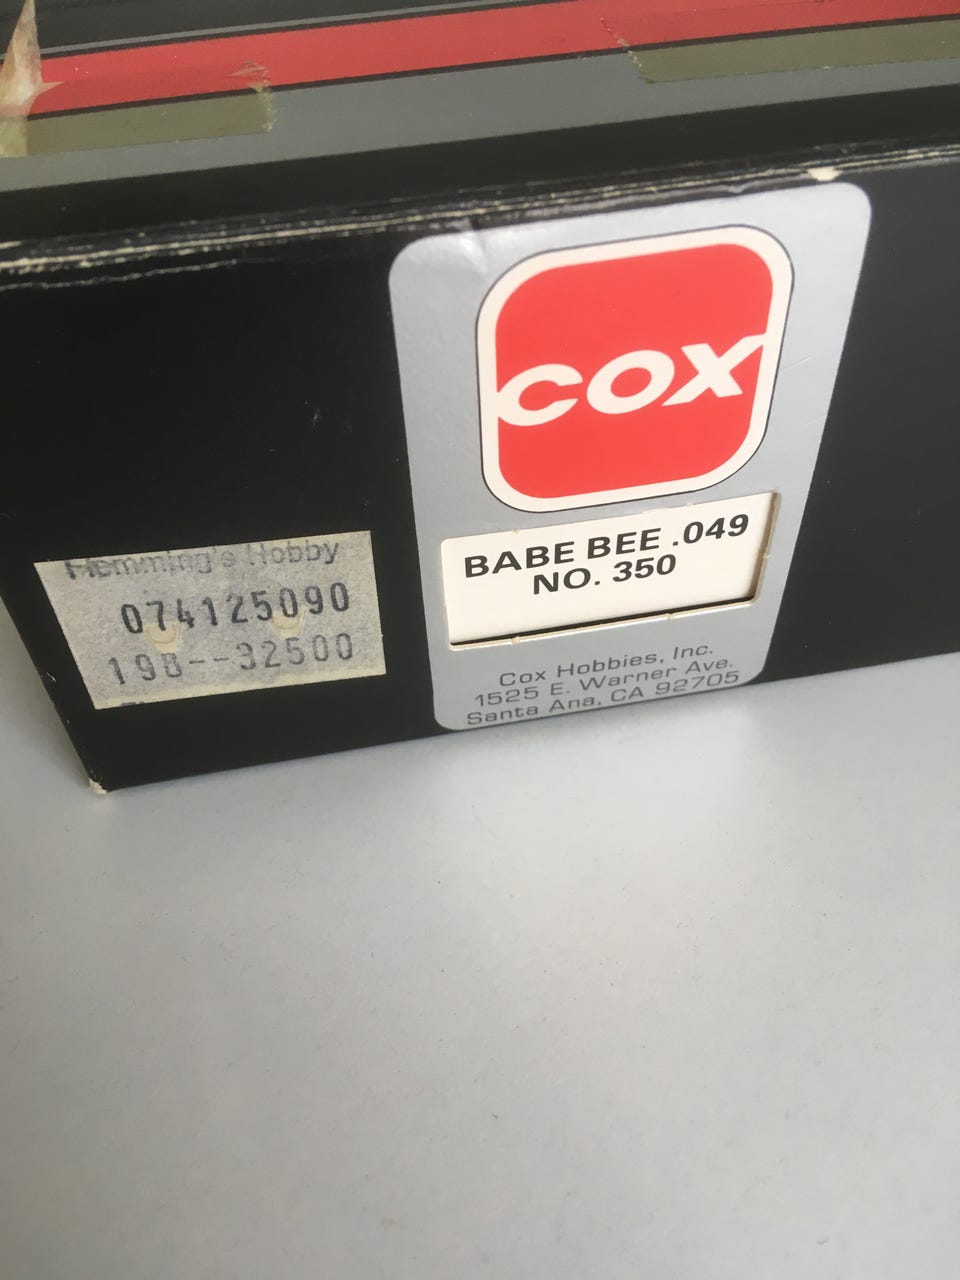 COX
BABE BEE .049
NO. 350
Cox Hobbies, Inc.
1525 E. Warner Ave.
Santa Ana, CA 92705
Hemming's Hobby
074125090
198--32500